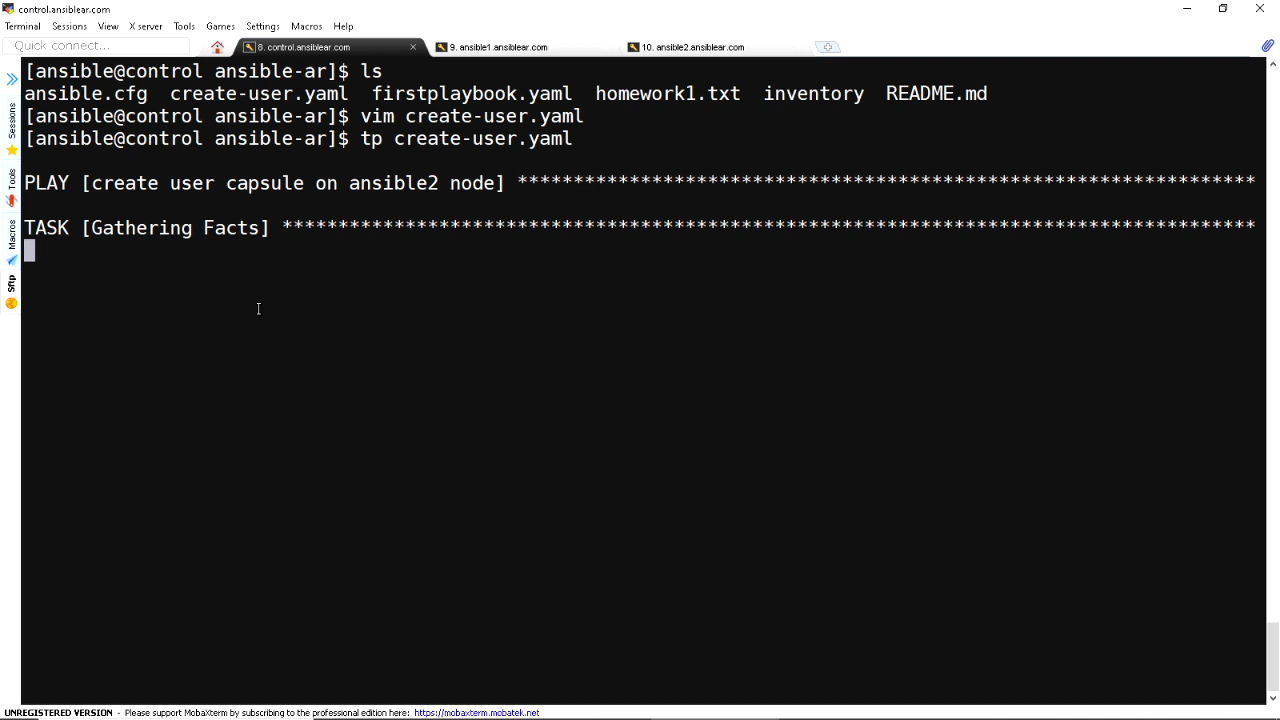 control.ansiblear.com
Terminal Sessions View X server Tools Games Settings Macros Help
Quick connect... 8. control.ansiblear.com 9. ansible1.ansiblear.com 10. ansible2.ansiblear.com
Sessions
Tools
Macros
Sftp
[ansible@control ansible-ar]$ ls
ansible.cfg create-user.yaml firstplaybook.yaml homework1.txt inventory README.md
[ansible@control ansible-ar]$ vim create-user.yaml
[ansible@control ansible-ar]$ tp create-user.yaml
PLAY [create user capsule on ansible2 node] ******************************************************************
TASK [Gathering Facts] ***************************************************************************************
UNREGISTERED VERSION - Please support MobaXterm by subscribing to the professional edition here: https://mobaxterm.mobatek.net